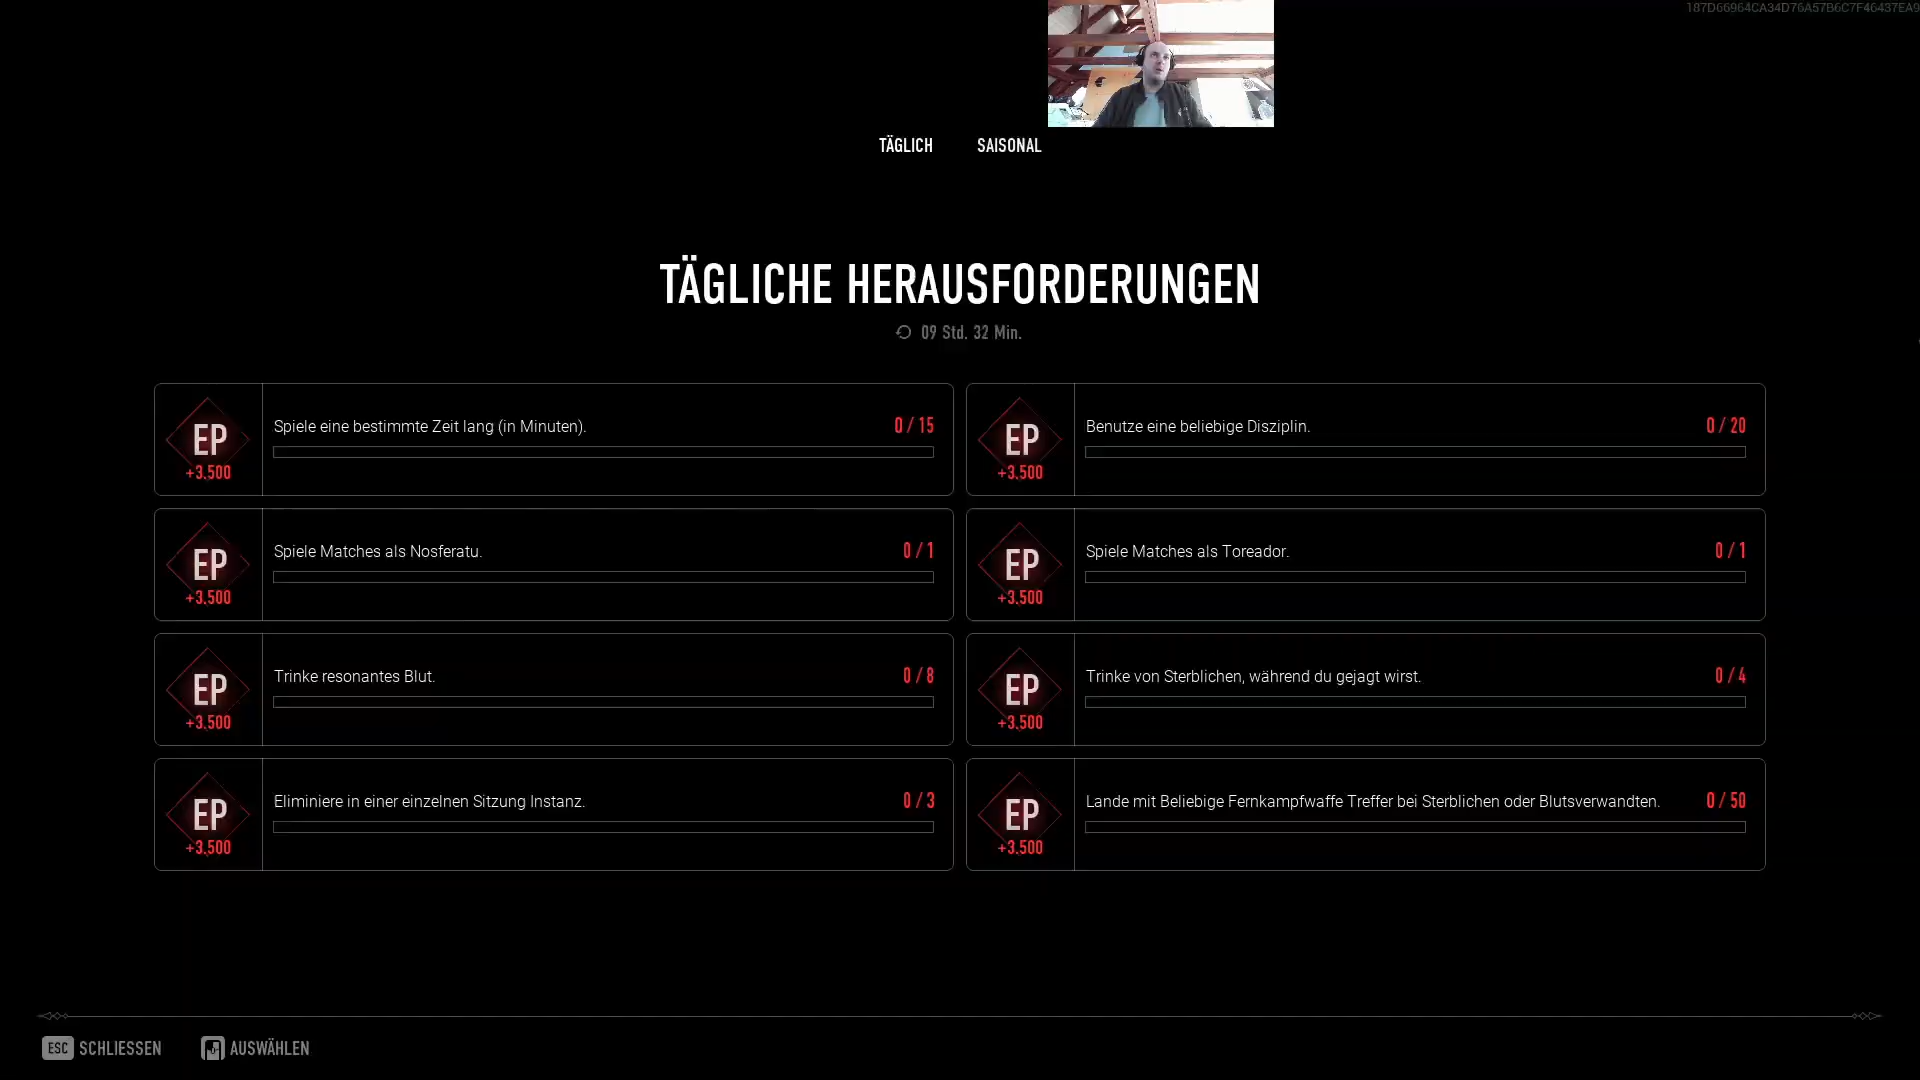 187D66964CA34D76A57B6C7F46437EA9
TÄGLICH
SAISONAL
TÄGLICHE HERAUSFORDERUNGEN
09 Std. 32 Min.
EP
+3.500
Spiele eine bestimmte Zeit lang (in Minuten).
0 / 15
EP
+3.500
Benutze eine beliebige Disziplin.
0 / 20
EP
+3.500
Spiele Matches als Nosferatu.
0 / 1
EP
+3.500
Spiele Matches als Toreador.
0 / 1
EP
+3.500
Trinke resonantes Blut.
0 / 8
EP
+3.500
Trinke von Sterblichen, während du gejagt wirst.
0 / 4
EP
+3.500
Eliminiere in einer einzelnen Sitzung Instanz.
0 / 3
EP
+3.500
Lande mit Beliebige Fernkampfwaffe Treffer bei Sterblichen oder Blutsverwandten.
0 / 50
ESC SCHLIESSEN
AUSWÄHLEN